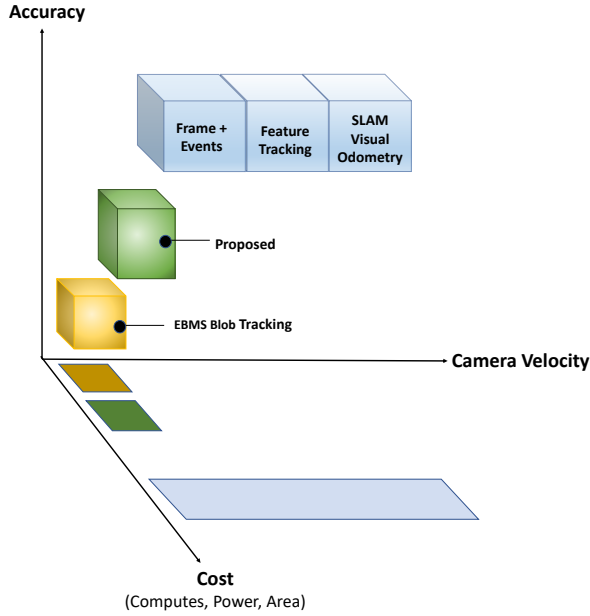 Accuracy
Frame +
Events
Feature
Tracking
SLAM
Visual
Odometry
Proposed
EBMS Blob Tracking
Camera Velocity
Cost
(Computes, Power, Area)